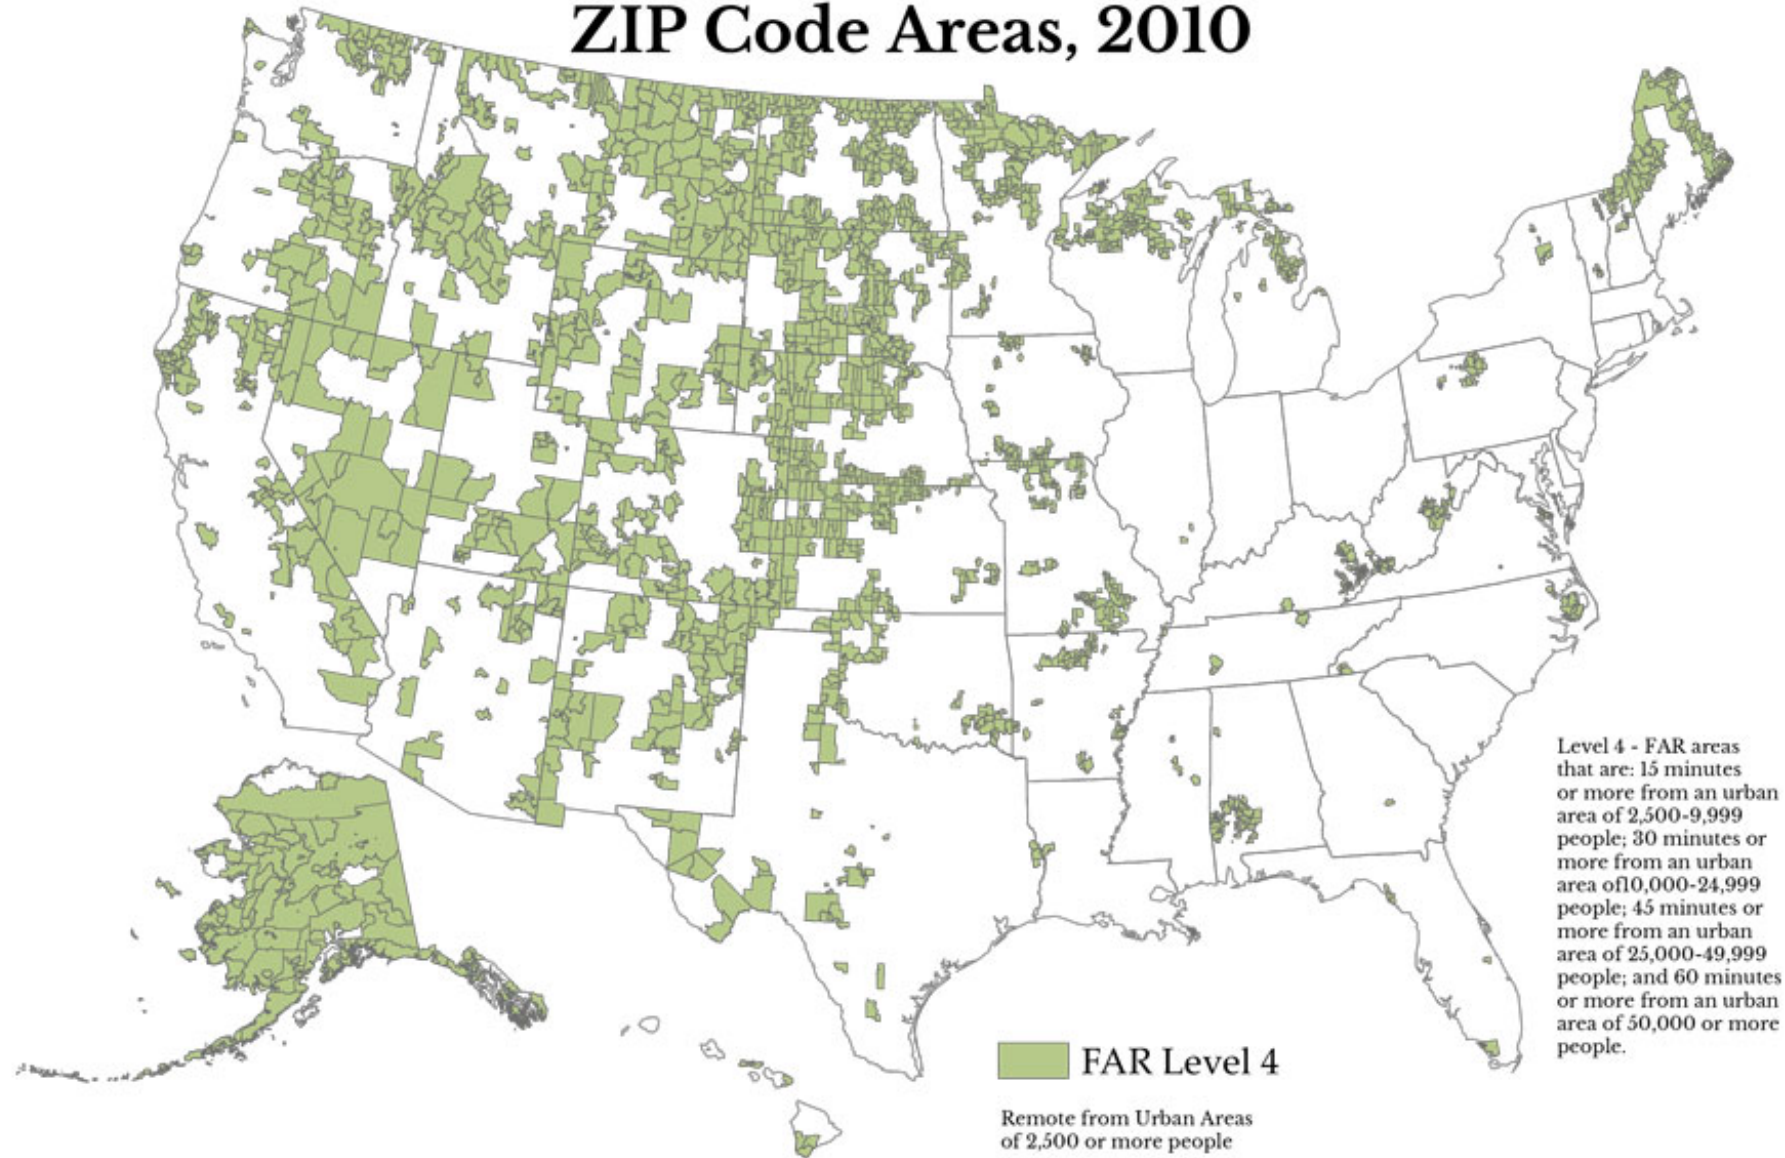 ZIP Code Areas, 2010
Level 4 - FAR areas
that are: 15 minutes
or more from an urban
area of 2,500-9,999
people; 30 minutes or
more from an urban
area of10,000-24,999
people; 45 minutes or
more from an urban
area of 25,000-49,999
people; and 60 minutes
or more from an urban
area of 50,000 or more
people.
FAR Level 4
Remote from Urban Areas
of 2,500 or more people